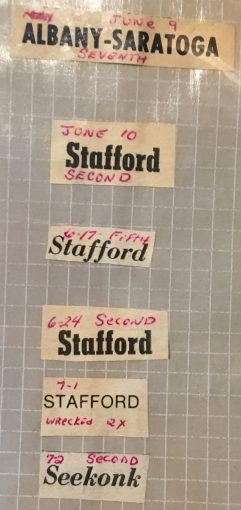 JUNE 9
ALBANY-SARATOGA
SEVENTH
JUNE 10
Stafford
SECOND
6-17- Fifty
Stafford
6-24 SECOND
Stafford
7-1
STAFFORD
WRECKED 2X
7-2 SECOND
Seekonk